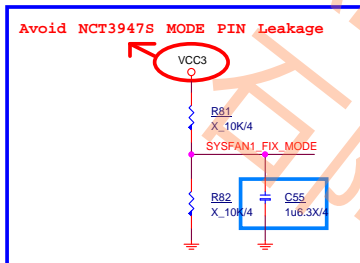 Avoid NCT3947S MODE PIN Leakage
VCC3
R81
X_10K/4
SYSFAN1_FIX_MODE
R82
X_10K/4
C55
1u6.3X/4